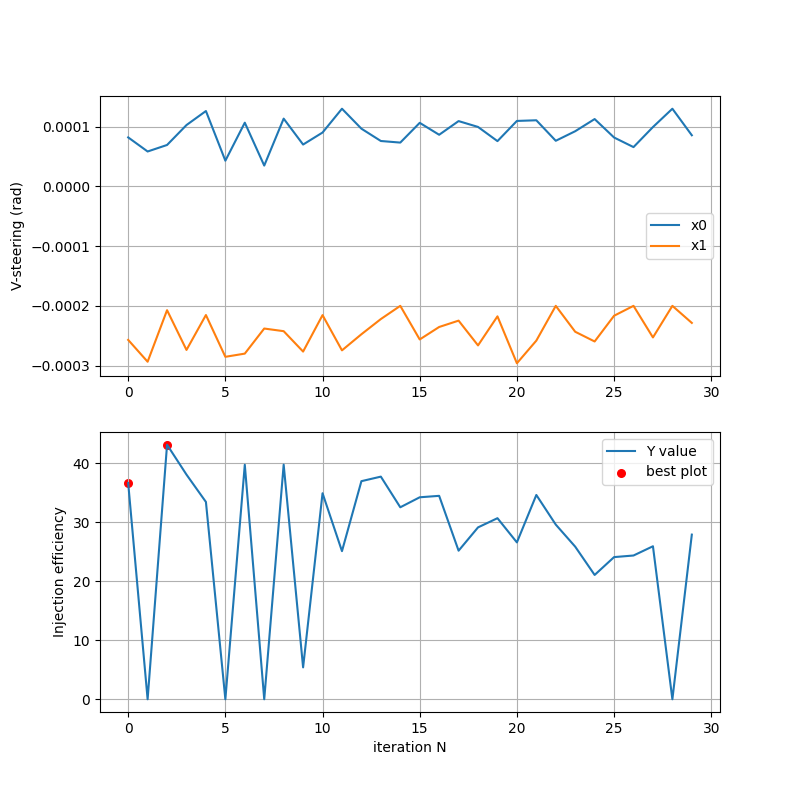 0.0001
0.0000
−0.0001
−0.0002
−0.0003
V-steering (rad)
x0
x1
0 5 10 15 20 25 30
40
30
20
10
0
Injection efficiency
Y value
best plot
0 5 10 15 20 25 30
iteration N